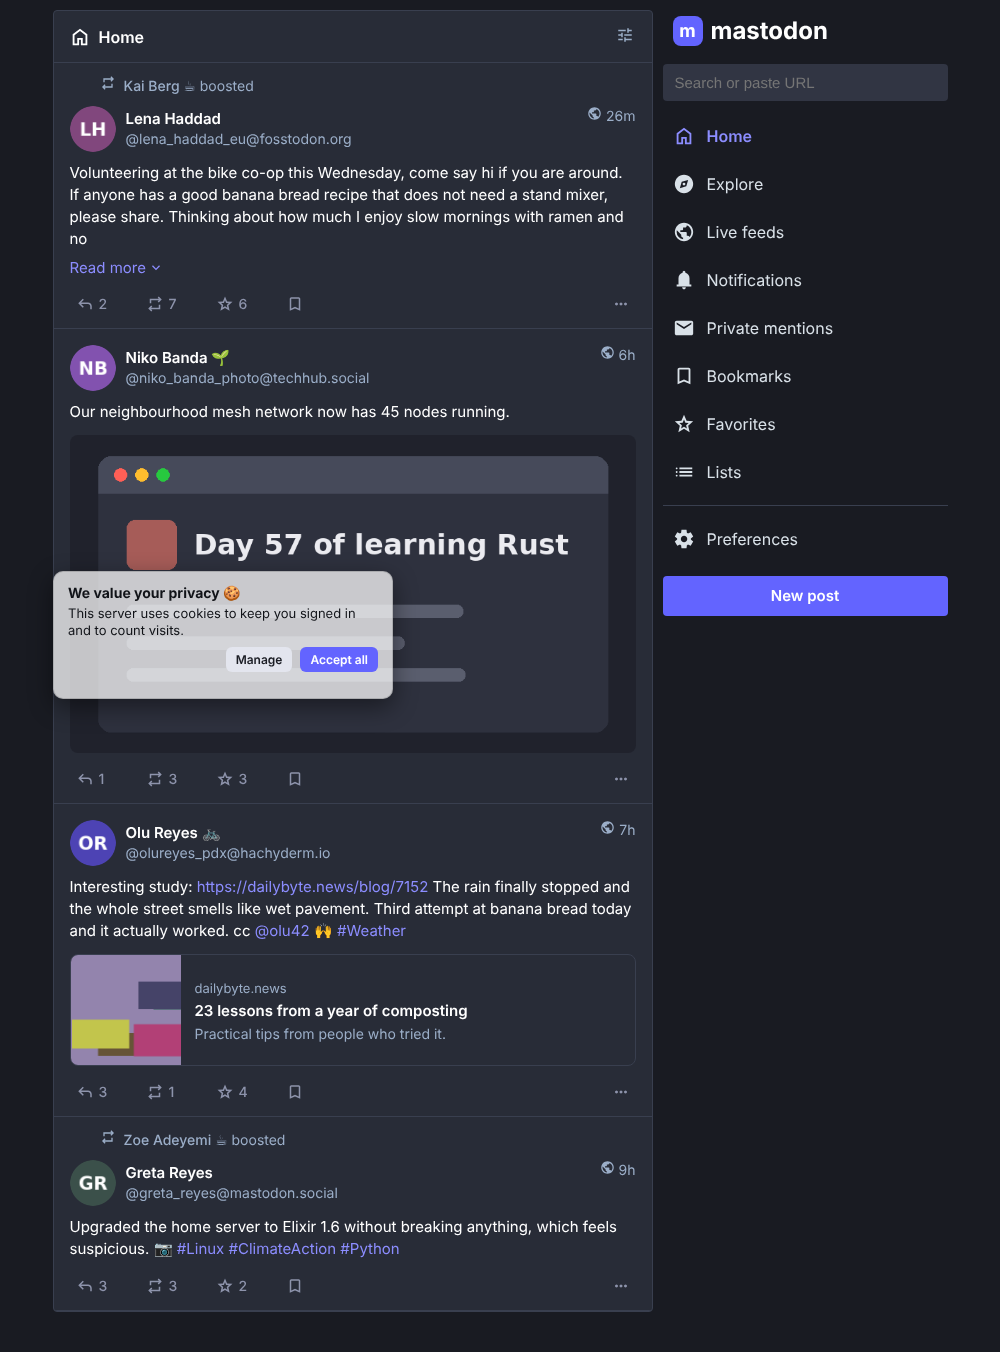 Home
Kai Berg ☕ boosted
LH
Lena Haddad
26m
@lena_haddad_eu@fosstodon.org
Volunteering at the bike co-op this Wednesday, come say hi if you are around.
If anyone has a good banana bread recipe that does not need a stand mixer,
please share. Thinking about how much I enjoy slow mornings with ramen and
no
Read more
2 7 6
NB
Niko Banda 🌱
6h
@niko_banda_photo@techhub.social
Our neighbourhood mesh network now has 45 nodes running.
Day 57 of learning Rust
We value your privacy 🍪
This server uses cookies to keep you signed in
and to count visits.
Manage
Accept all
1 3 3
OR
Olu Reyes 🚲
7h
@olureyes_pdx@hachyderm.io
Interesting study: https://dailybyte.news/blog/7152 The rain finally stopped and
the whole street smells like wet pavement. Third attempt at banana bread today
and it actually worked. cc @olu42 🙌 #Weather
dailybyte.news
23 lessons from a year of composting
Practical tips from people who tried it.
3 1 4
Zoe Adeyemi ☕ boosted
GR
Greta Reyes
9h
@greta_reyes@mastodon.social
Upgraded the home server to Elixir 1.6 without breaking anything, which feels
suspicious. 📷 #Linux #ClimateAction #Python
3 3 2
m mastodon
Search or paste URL
Home
Explore
Live feeds
Notifications
Private mentions
Bookmarks
Favorites
Lists
Preferences
New post